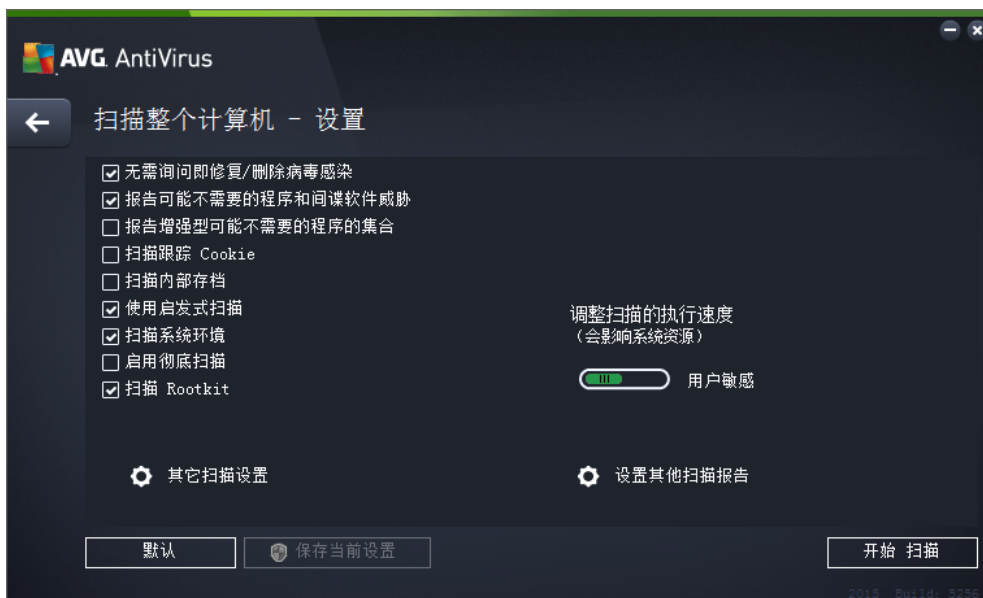 AVG. AntiVirus
扫描整个计算机 - 设置
无需询问即修复/删除病毒感染
报告可能不需要的程序和间谍软件威胁
报告增强型可能不需要的程序的集合
扫描跟踪 Cookie
扫描内部存档
使用启发式扫描
扫描系统环境
启用彻底扫描
扫描 Rootkit
调整扫描的执行速度
（会影响系统资源）
用户敏感
其它扫描设置
设置其他扫描报告
默认
保存当前设置
开始 扫描
2015 Build: 5256